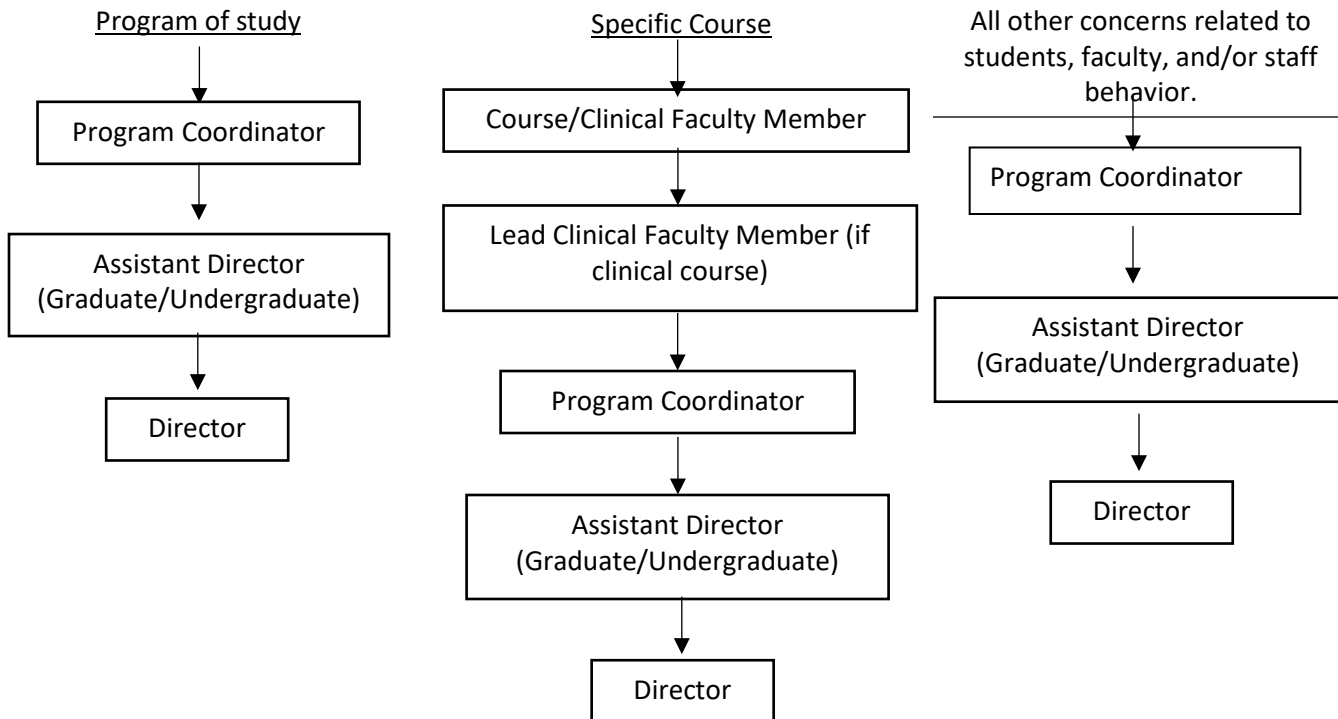 Program of study
Program Coordinator
Assistant Director
(Graduate/Undergraduate)
Director
Specific Course
Course/Clinical Faculty Member
Lead Clinical Faculty Member (if
clinical course)
Program Coordinator
Assistant Director
(Graduate/Undergraduate)
Director
All other concerns related to
students, faculty, and/or staff
behavior.
Program Coordinator
Assistant Director
(Graduate/Undergraduate)
Director